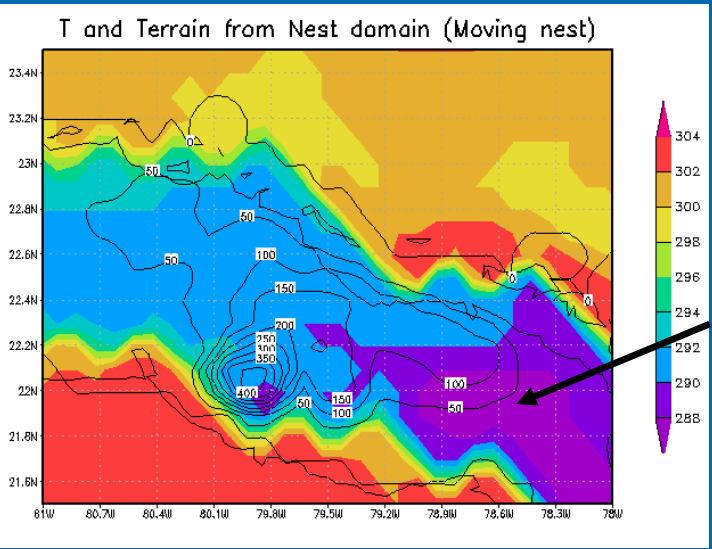 T and Terrain from Nest domain (Moving nest)
23.4N
23.2N
23N
22.8N
22.6N
22.4N
22.2N
22N
21.8N
21.6N
81W 80.7W 80.4W 80.1W 79.8W 79.5W 79.2W 78.9W 78.6W 78.3W 78W
0
50
50
50
100
0
0
150
200
250
300
350
400
50
150
100
100
50
304
302
300
298
296
294
292
290
288